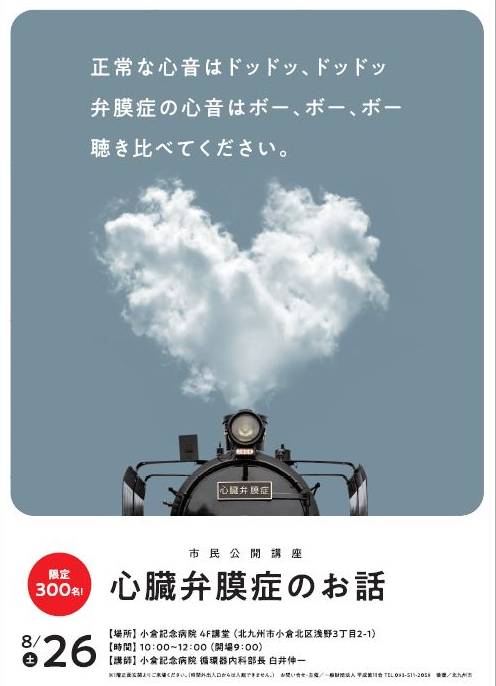 正常な心音はドッドッ、ドッドッ
弁膜症の心音はボー、ボー、ボー
聴き比べてください。
心臓弁膜症
市民公開講座
限定
300名!
心臓弁膜症のお話
8/26
土
【場所】小倉記念病院 4F講堂（北九州市小倉北区浅野3丁目2-1）
【時間】10:00~12:00（開場9:00）
【講師】小倉記念病院 循環器内科部長 白井伸一